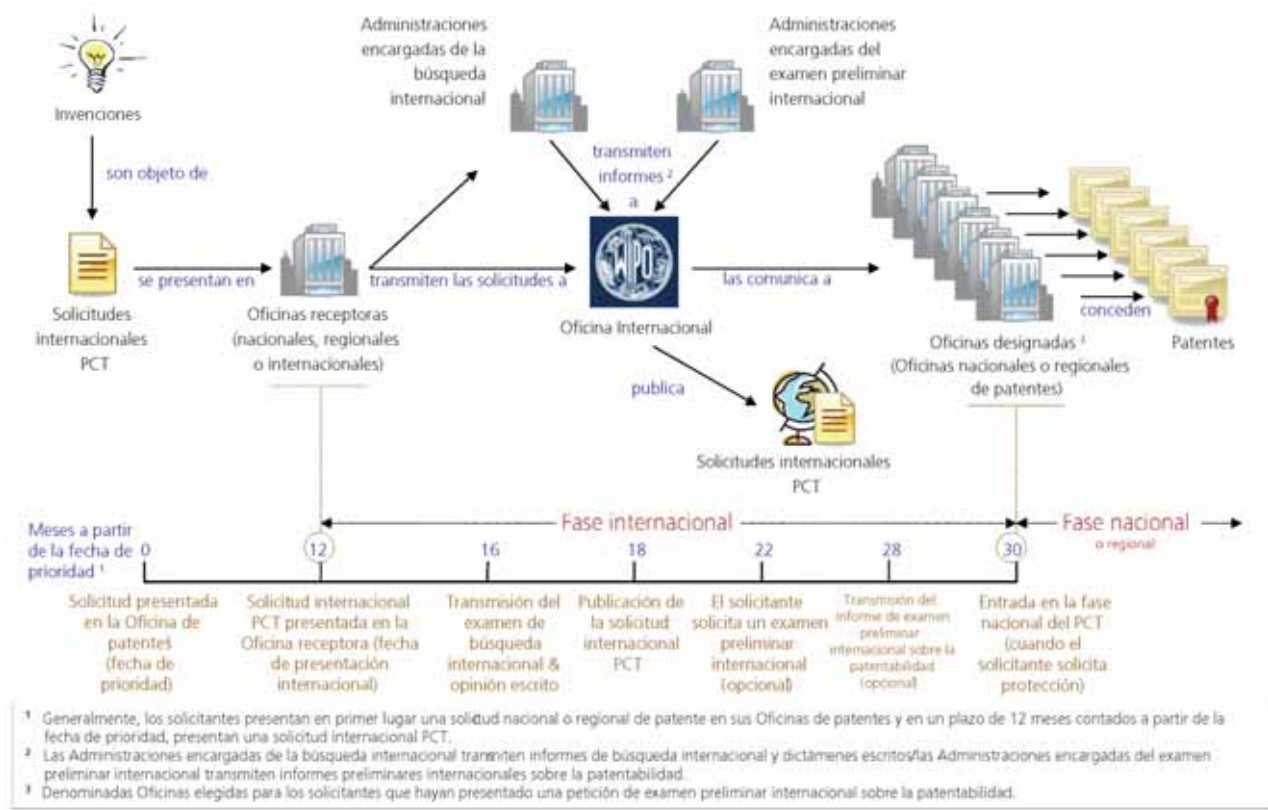 Invenciones
son objeto de
Solicitudes
internacionales
PCT
se presentan en
Oficinas receptoras
(nacionales, regionales
o internacionales)
transmiten las solicitudes a
Administraciones
encargadas de la
búsqueda
internacional
Administraciones
encargadas del
examen preliminar
internacional
transmiten
informes ²
a
WIPO
Oficina Internacional
publica
Solicitudes internacionales
PCT
las comunica a
Oficinas designadas ³
(Oficinas nacionales o regionales
de patentes)
conceden
Patentes
Fase internacional
Fase nacional
o regional
Meses a partir
de la fecha de
prioridad ¹
0
12
16
18
22
28
30
Solicitud presentada
en la Oficina de
patentes
(fecha de
prioridad)
Solicitud internacional
PCT presentada en la
Oficina receptora (fecha
de presentación
internacional)
Transmisión del
examen de
búsqueda
internacional &
opinión escrito
Publicación de
la solicitud
internacional
PCT
El solicitante
solicita un examen
preliminar
internacional
(opcional)
Transmisión del
informe de examen
preliminar
internacional sobre la
patentabilidad
(opcional)
Entrada en la fase
nacional del PCT
(cuando el
solicitante solicita
protección)
¹ Generalmente, los solicitantes presentan en primer lugar una solicitud nacional o regional de patente en sus Oficinas de patentes y en un plazo de 12 meses contados a partir de la
fecha de prioridad, presentan una solicitud internacional PCT.
² Las Administraciones encargadas de la búsqueda internacional transmiten informes de búsqueda internacional y dictámenes escritos/las Administraciones encargadas del examen
preliminar internacional transmiten informes preliminares internacionales sobre la patentabilidad.
³ Denominadas Oficinas elegidas para los solicitantes que hayan presentado una petición de examen preliminar internacional sobre la patentabilidad.